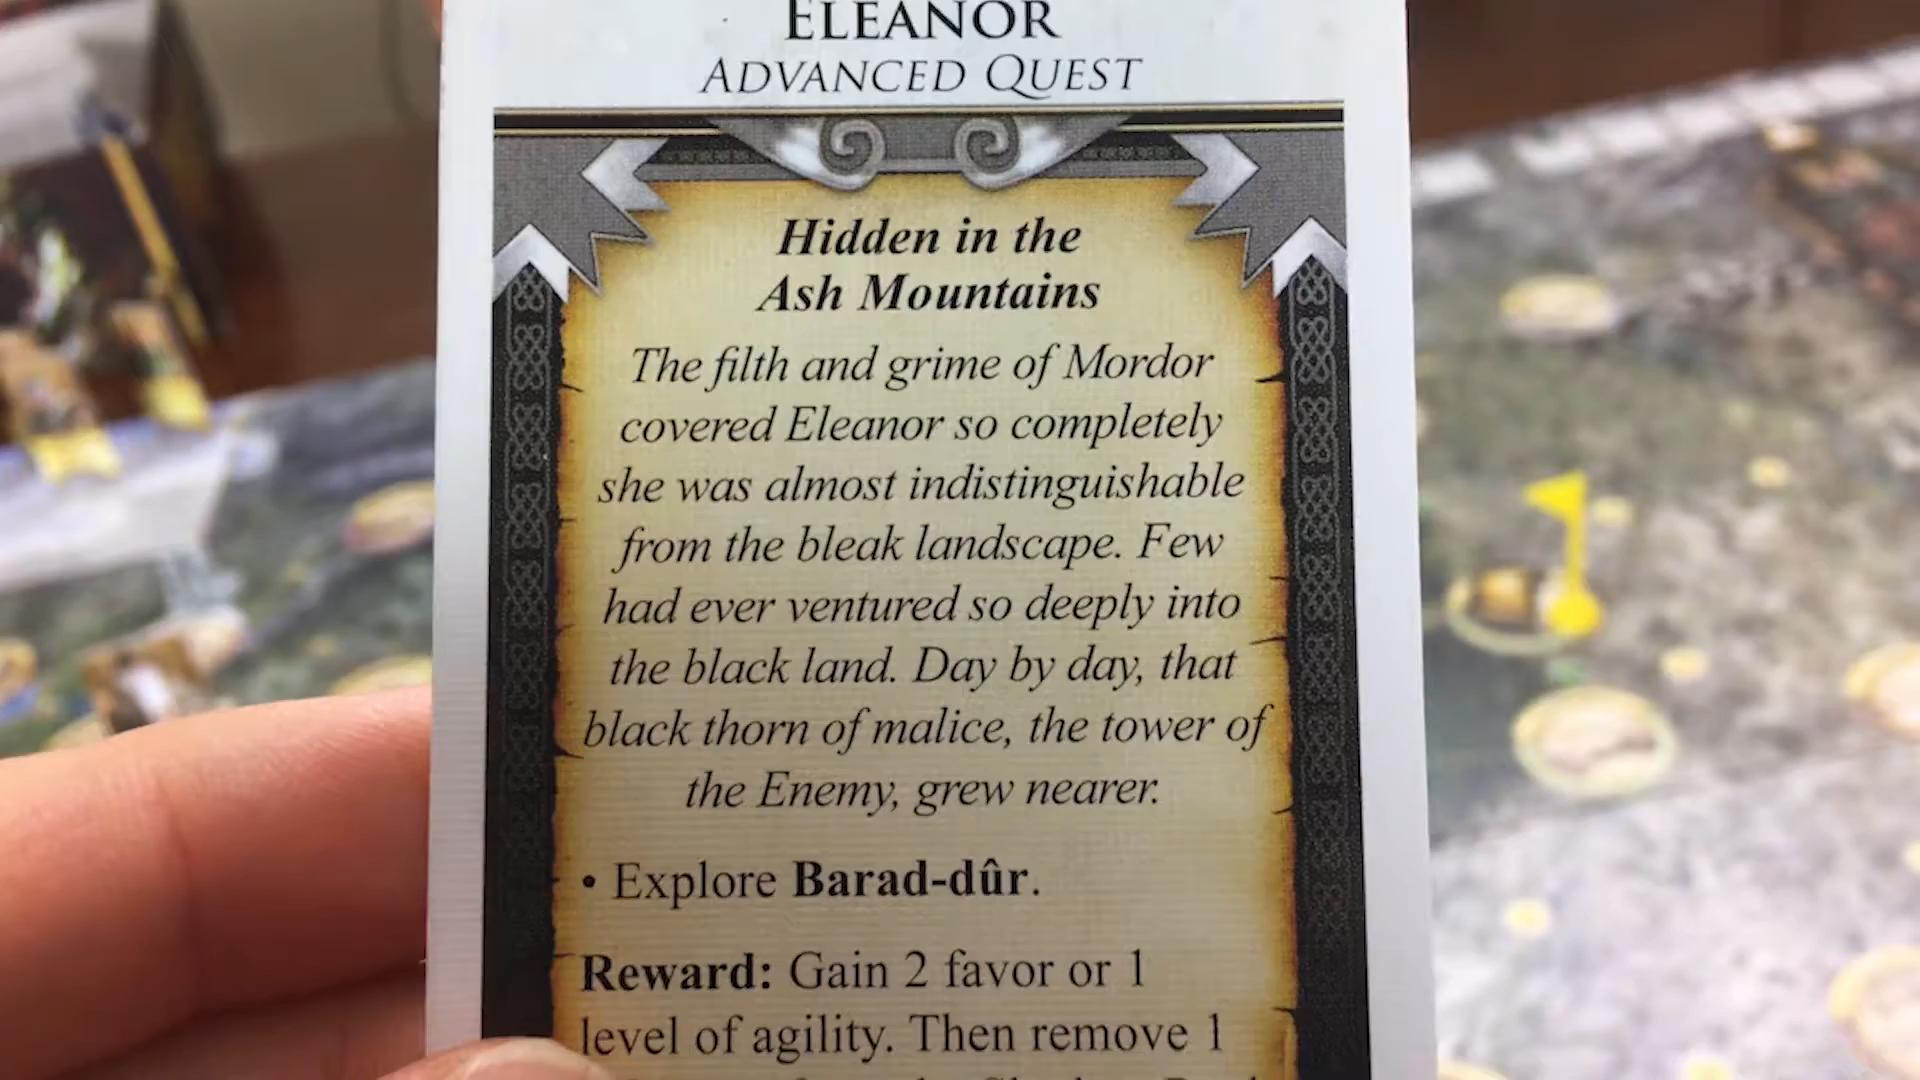 ELEANOR
ADVANCED QUEST
Hidden in the
Ash Mountains
The filth and grime of Mordor
covered Eleanor so completely
she was almost indistinguishable
from the bleak landscape. Few
had ever ventured so deeply into
the black land. Day by day, that
black thorn of malice, the tower of
the Enemy, grew nearer.
• Explore Barad-dûr.
Reward: Gain 2 favor or 1
level of agility. Then remove 1